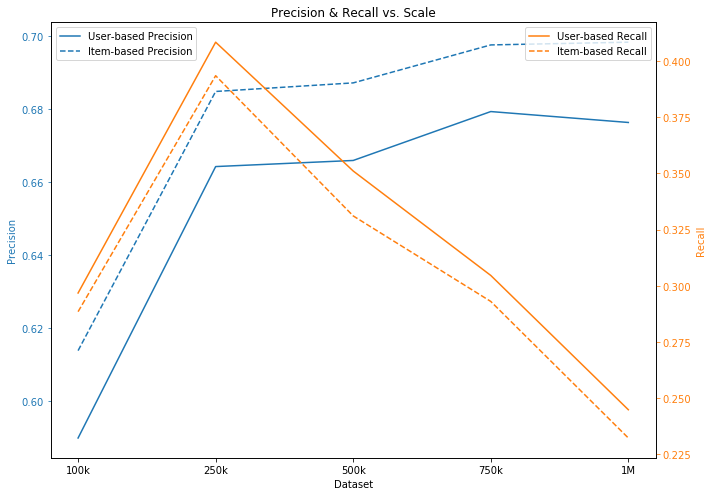 Precision & Recall vs. Scale
User-based Precision
Item-based Precision
User-based Recall
Item-based Recall
0.70
0.68
0.66
0.64
0.62
0.60
Precision
0.400
0.375
0.350
0.325
0.300
0.275
0.250
0.225
Recall
100k 250k 500k 750k 1M
Dataset